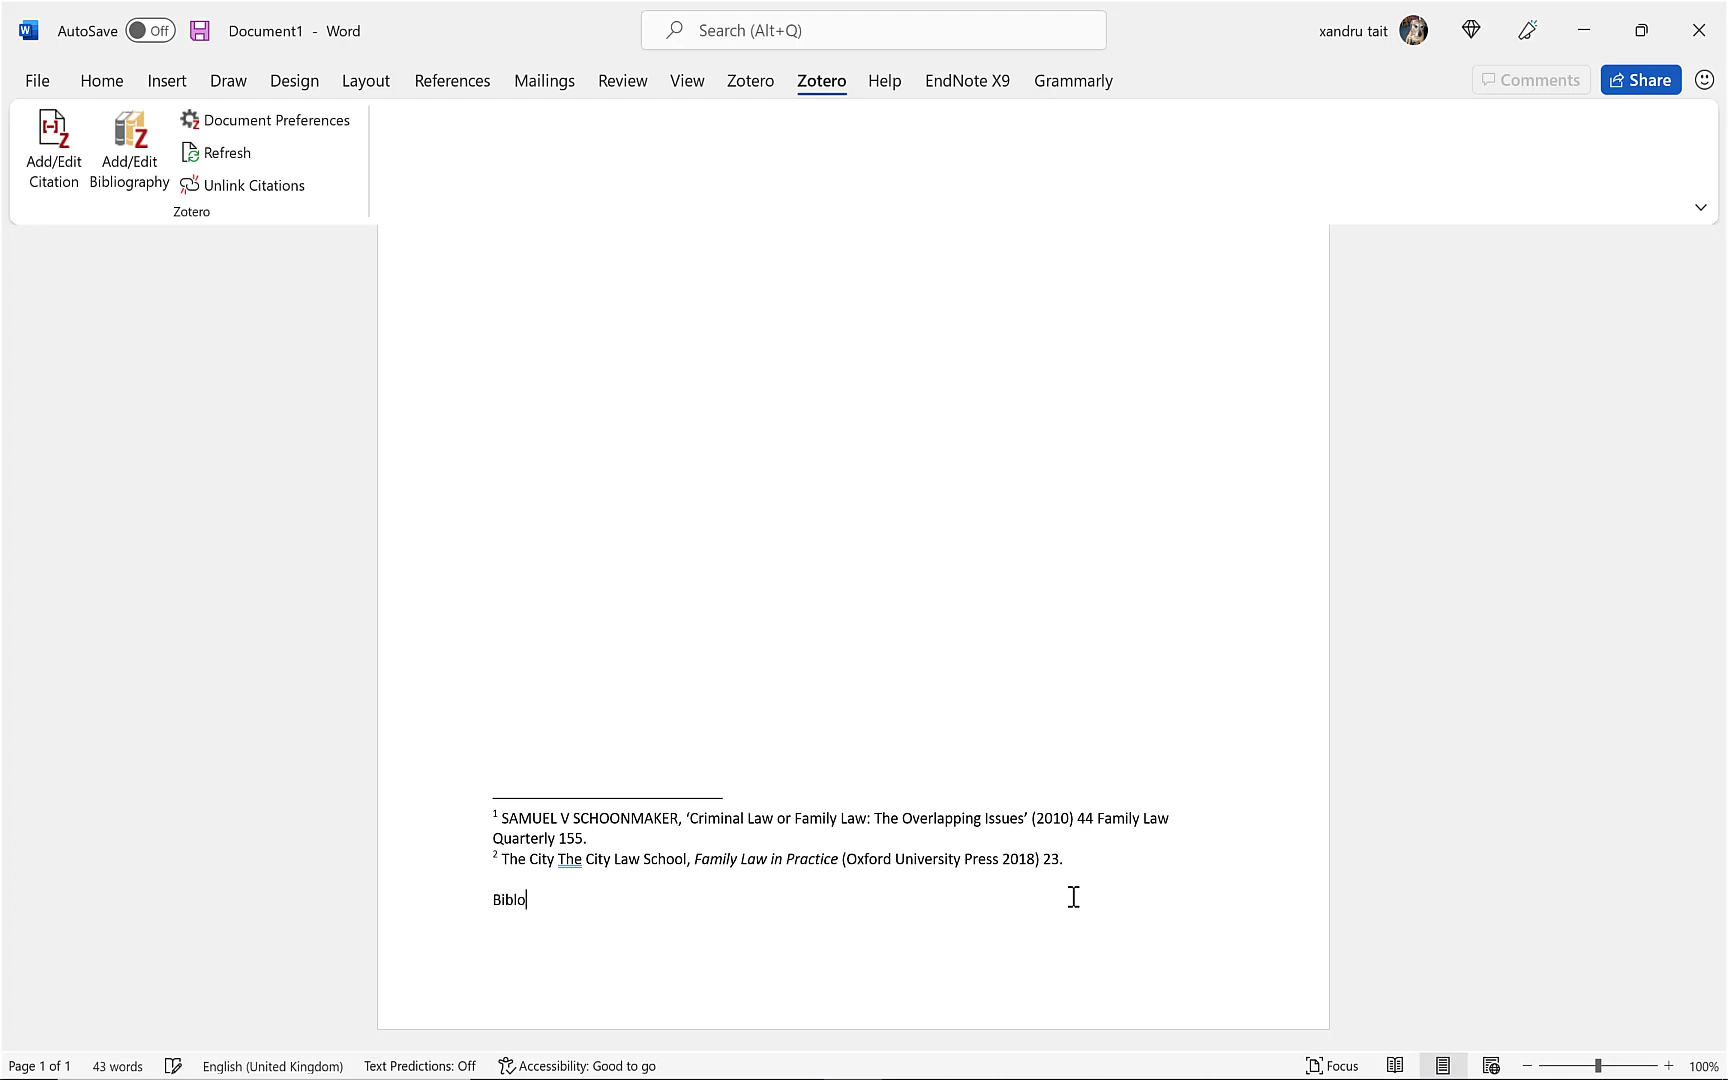 AutoSave Off Document1 - Word Search (Alt+Q) xandru tait
File Home Insert Draw Design Layout References Mailings Review View Zotero Zotero Help EndNote X9 Grammarly Comments Share
Add/Edit Citation
Add/Edit Bibliography
Document Preferences
Refresh
Unlink Citations
Zotero
1 SAMUEL V SCHOONMAKER, ‘Criminal Law or Family Law: The Overlapping Issues’ (2010) 44 Family Law
Quarterly 155.
2 The City The City Law School, Family Law in Practice (Oxford University Press 2018) 23.
Biblo
Page 1 of 1 43 words English (United Kingdom) Text Predictions: Off Accessibility: Good to go Focus 100%